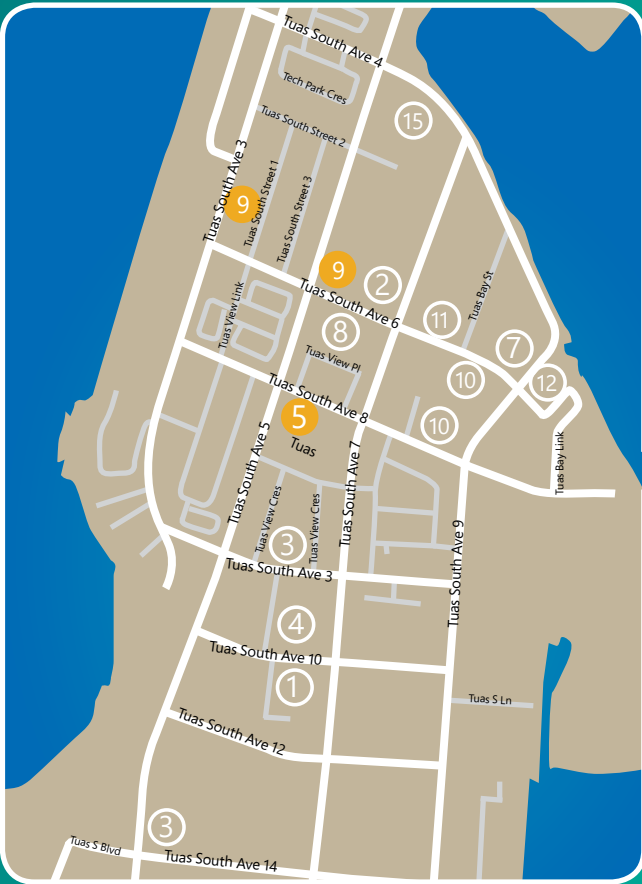 Tuas South Ave 4
Tech Park Cres
15
Tuas South Street 2
Tuas South Ave 3
Tuas South Street 1
Tuas South Street 3
9
9
2
Tuas South Ave 6
Tuas View Link
Tuas Bay St
11
8
7
Tuas View Pl
10
12
Tuas South Ave 8
5
Tuas
10
Tuas Bay Link
Tuas South Ave 5
Tuas South Ave 7
Tuas View Cres
Tuas View Cres
3
Tuas South Ave 9
Tuas South Ave 3
4
Tuas South Ave 10
1
Tuas S Ln
Tuas South Ave 12
3
Tuas S Blvd
Tuas South Ave 14